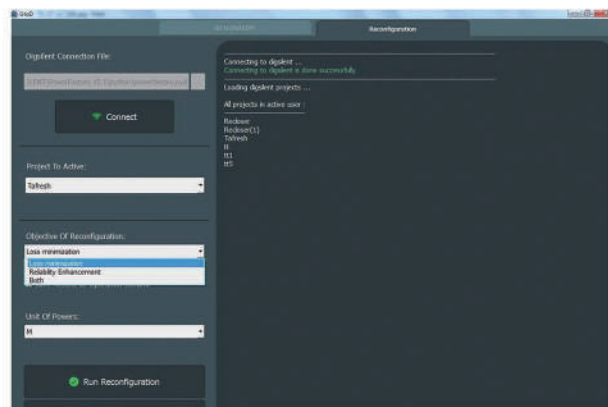 Reconfiguration
Digsilent Connection File:
Connect
Project To Active:
Tafresh
Objective Of Reconfiguration:
Loss minimization
Loss minimization
Reliability Enhancement
Both
Unit Of Powers:
M
Run Reconfiguration
Connecting to digsilent ...
Connecting to digsilent is done successfully
Loading digsilent projects ...
All projects in active user :
Recloser
Recloser(1)
Tafresh
tt1
tt5